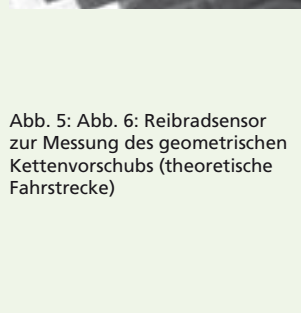 Abb. 5: Abb. 6: Reibradsensor
zur Messung des geometrischen
Kettenvorschubs (theoretische
Fahrstrecke)